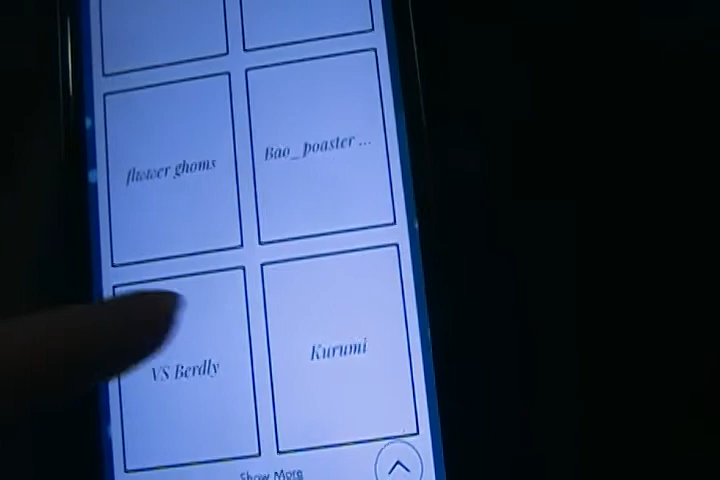 flower ghoms
Bao_poaster ...
VS Berdly
Kurumi
Show More